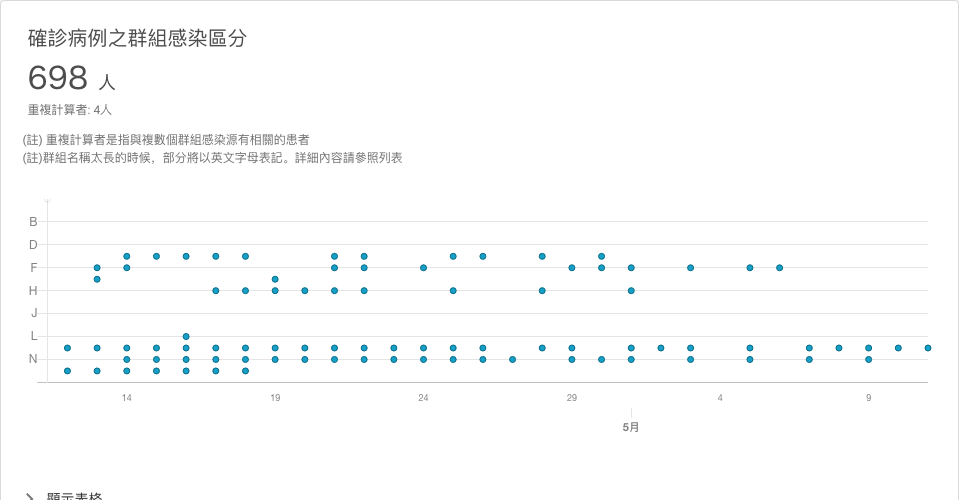 確診病例之群組感染區分
698 人
重複計算者: 4人
(註) 重複計算者是指與複數個群組感染源有相關的患者
(註)群組名稱太長的時候，部分將以英文字母表記。詳細內容請參照列表
B
D
F
H
J
L
N
14 19 24 29 4 9
5月
顯示表格